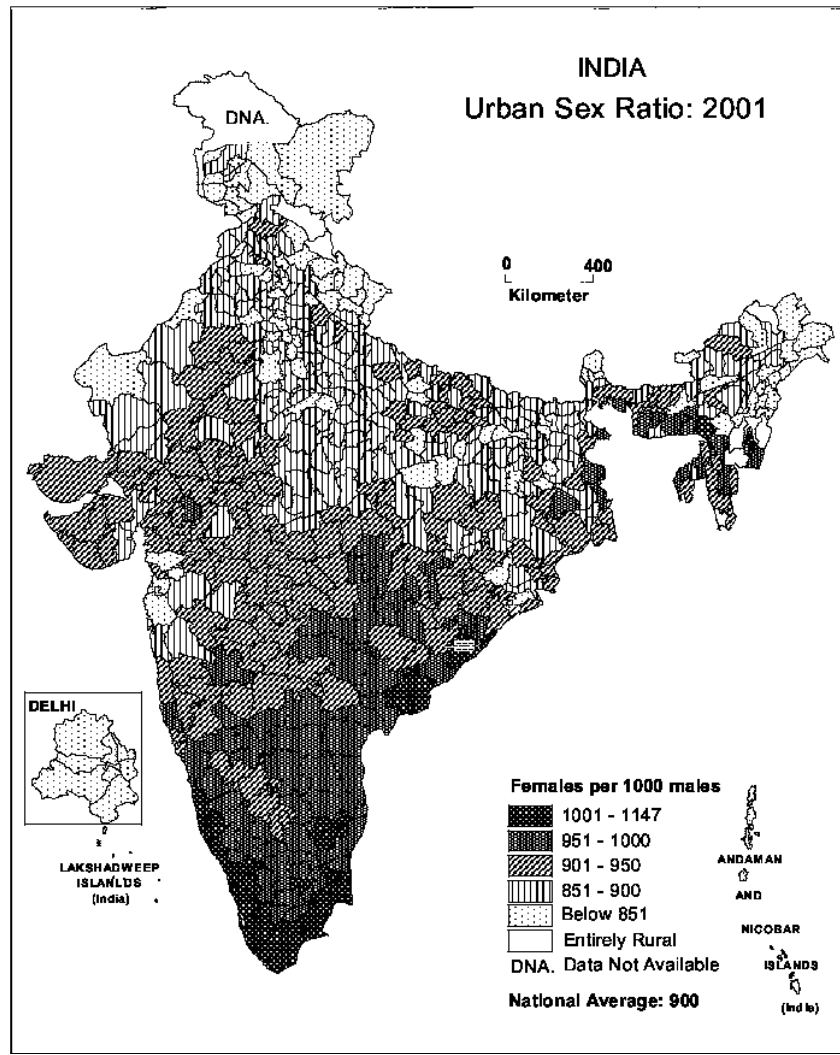 INDIA
Urban Sex Ratio: 2001
DNA.
0 400
Kilometer
DELHI
LAKSHADWEEP
ISLANLDS
(India)
Females per 1000 males
1001 - 1147
951 - 1000
901 - 950
851 - 900
Below 851
Entirely Rural
DNA. Data Not Available
National Average: 900
ANDAMAN
AND
NICOBAR
ISLANDS
(India)